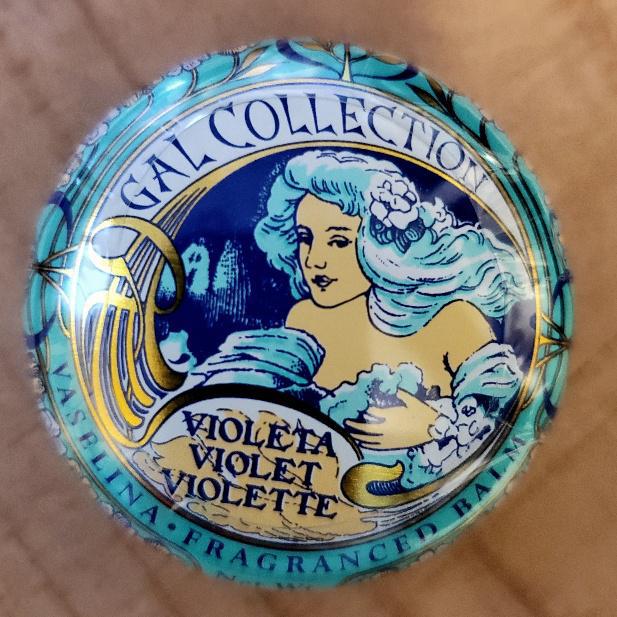 GAL COLLECTION
VIOLETA
VIOLET
VIOLETTE
VASELINA • FRAGRANCED BALM